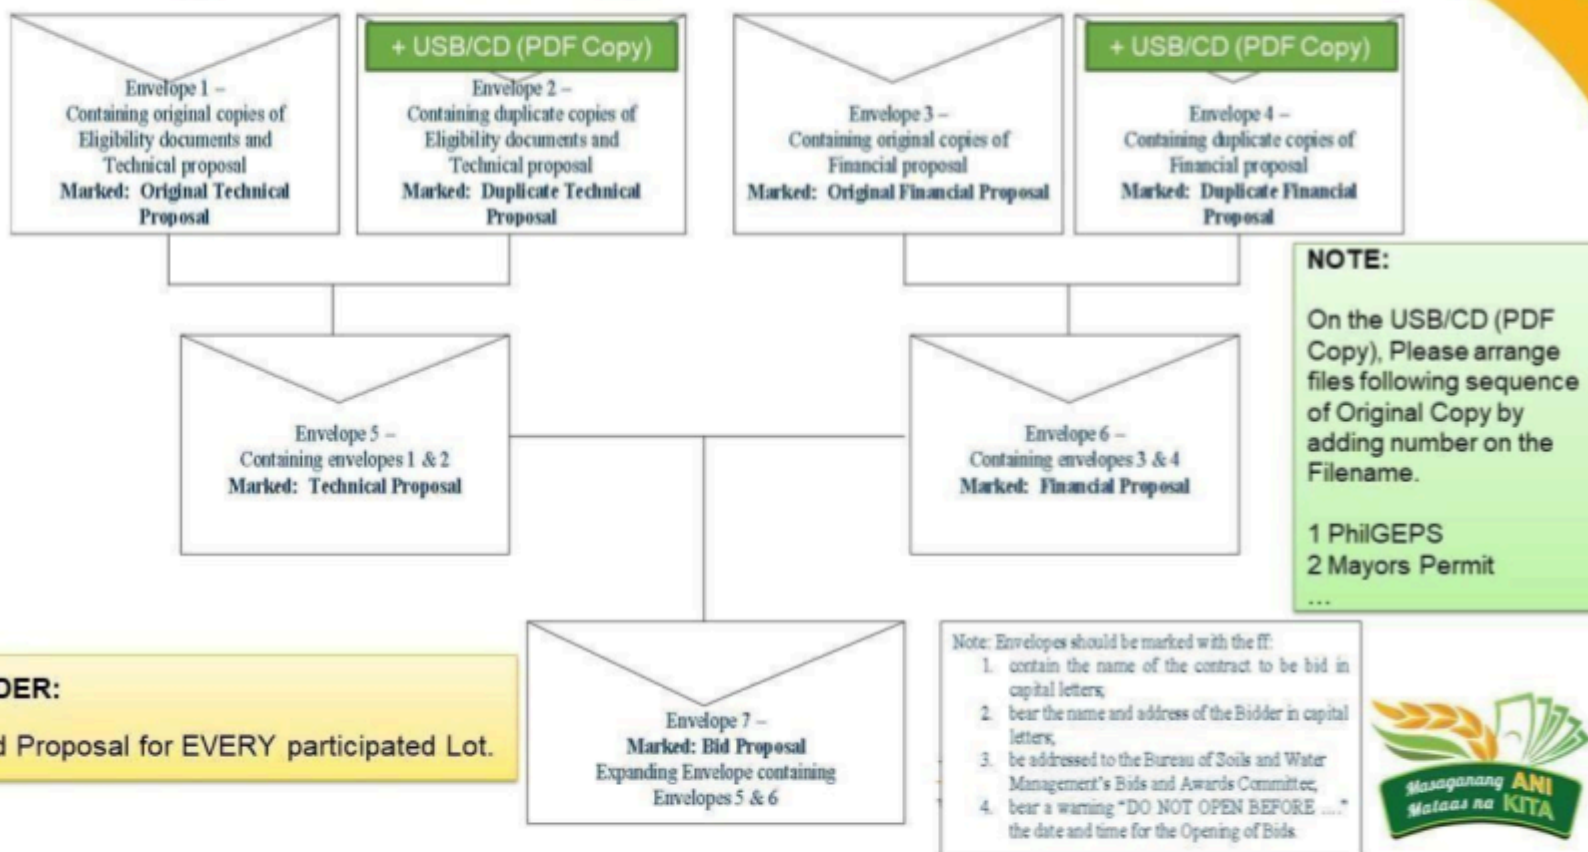 Envelope 1 –
Containing original copies of
Eligibility documents and
Technical proposal
Marked: Original Technical
Proposal
+ USB/CD (PDF Copy)
Envelope 2 –
Containing duplicate copies of
Eligibility documents and
Technical proposal
Marked: Duplicate Technical
Proposal
Envelope 3 –
Containing original copies of
Financial proposal
Marked: Original Financial Proposal
+ USB/CD (PDF Copy)
Envelope 4 –
Containing duplicate copies of
Financial proposal
Marked: Duplicate Financial
Proposal
NOTE:
On the USB/CD (PDF
Copy), Please arrange
files following sequence
of Original Copy by
adding number on the
Filename.
1 PhilGEPS
2 Mayors Permit
...
Envelope 5 –
Containing envelopes 1 & 2
Marked: Technical Proposal
Envelope 6 –
Containing envelopes 3 & 4
Marked: Financial Proposal
DER:
d Proposal for EVERY participated Lot.
Envelope 7 –
Marked: Bid Proposal
Expanding Envelope containing
Envelopes 5 & 6
Note: Envelopes should be marked with the ff:
1. contain the name of the contract to be bid in
capital letters;
2. bear the name and address of the Bidder in capital
letters;
3. be addressed to the Bureau of Soils and Water
Management's Bids and Awards Committee;
4. bear a warning "DO NOT OPEN BEFORE ...."
the date and time for the Opening of Bids.
Masaganang ANI
Mataas na KITA